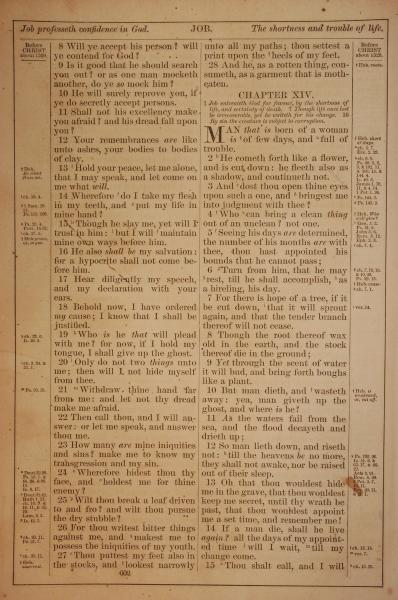 Job professeth confidence in God.
JOB.
The shortness and trouble of life.
Before
CHRIST
about 1520.
8 Will ye accept his person? will
ye contend for God?
9 Is it good that he should search
you out? or as one man mocketh
another, do ye so mock him?
10 He will surely reprove you, if
ye do secretly accept persons.
11 Shall not his excellency make
you afraid? and his dread fall upon
you?
12 Your remembrances are like
unto ashes, your bodies to bodies
of clay.
13 Hold your peace, let me alone,
that I may speak, and let come on
me what will.
14 Wherefore do I take my flesh
in my teeth, and put my life in
mine hand?
15 Though he slay me, yet will I
trust in him: but I will maintain
mine own ways before him.
16 He also shall be my salvation:
for a hypocrite shall not come be-
fore him.
17 Hear diligently my speech,
and my declaration with your
ears.
18 Behold now, I have ordered
my cause; I know that I shall be
justified.
19 Who is he that will plead
with me? for now, if I hold my
tongue, I shall give up the ghost.
20 Only do not two things unto
me; then will I not hide myself
from thee.
21 Withdraw thine hand far
from me: and let not thy dread
make me afraid.
22 Then call thou, and I will an-
swer: or let me speak, and answer
thou me.
23 How many are mine iniquities
and sins? make me to know my
transgression and my sin.
24 Wherefore hidest thou thy
face, and holdest me for thine
enemy?
25 Wilt thou break a leaf driven
to and fro? and wilt thou pursue
the dry stubble?
26 For thou writest bitter things
against me, and makest me to
possess the iniquities of my youth.
27 Thou puttest my feet also in
the stocks, and lookest narrowly
602
unto all my paths; thou settest a
print upon the heels of my feet.
28 And he, as a rotten thing, con-
sumeth, as a garment that is moth-
eaten.
CHAPTER XIV.
1 Job entreateth God for favour, by the shortness of
life, and certainty of death. 7 Though life once lost
be irrecoverable, yet he waiteth for his change. 16
By sin the creature is subject to corruption.
MAN that is born of a woman
is of few days, and full of
trouble.
2 He cometh forth like a flower,
and is cut down: he fleeth also as
a shadow, and continueth not.
3 And dost thou open thine eyes
upon such a one, and bringest me
into judgment with thee?
4 Who can bring a clean thing
out of an unclean? not one.
5 Seeing his days are determined,
the number of his months are with
thee, thou hast appointed his
bounds that he cannot pass;
6 Turn from him, that he may
rest, till he shall accomplish, as
a hireling, his day.
7 For there is hope of a tree, if it
be cut down, that it will sprout
again, and that the tender branch
thereof will not cease.
8 Though the root thereof wax
old in the earth, and the stock
thereof die in the ground;
9 Yet through the scent of water
it will bud, and bring forth boughs
like a plant.
10 But man dieth, and wasteth
away: yea, man giveth up the
ghost, and where is he?
11 As the waters fail from the
sea, and the flood decayeth and
drieth up;
12 So man lieth down, and riseth
not: till the heavens be no more,
they shall not awake, nor be raised
out of their sleep.
13 Oh that thou wouldest hide
me in the grave, that thou wouldest
keep me secret, until thy wrath be
past, that thou wouldest appoint
me a set time, and remember me!
14 If a man die, shall he live
again? all the days of my appoint-
ed time will I wait, till my
change come.
15 Thou shalt call, and I will
Before
CHRIST
about 1520.